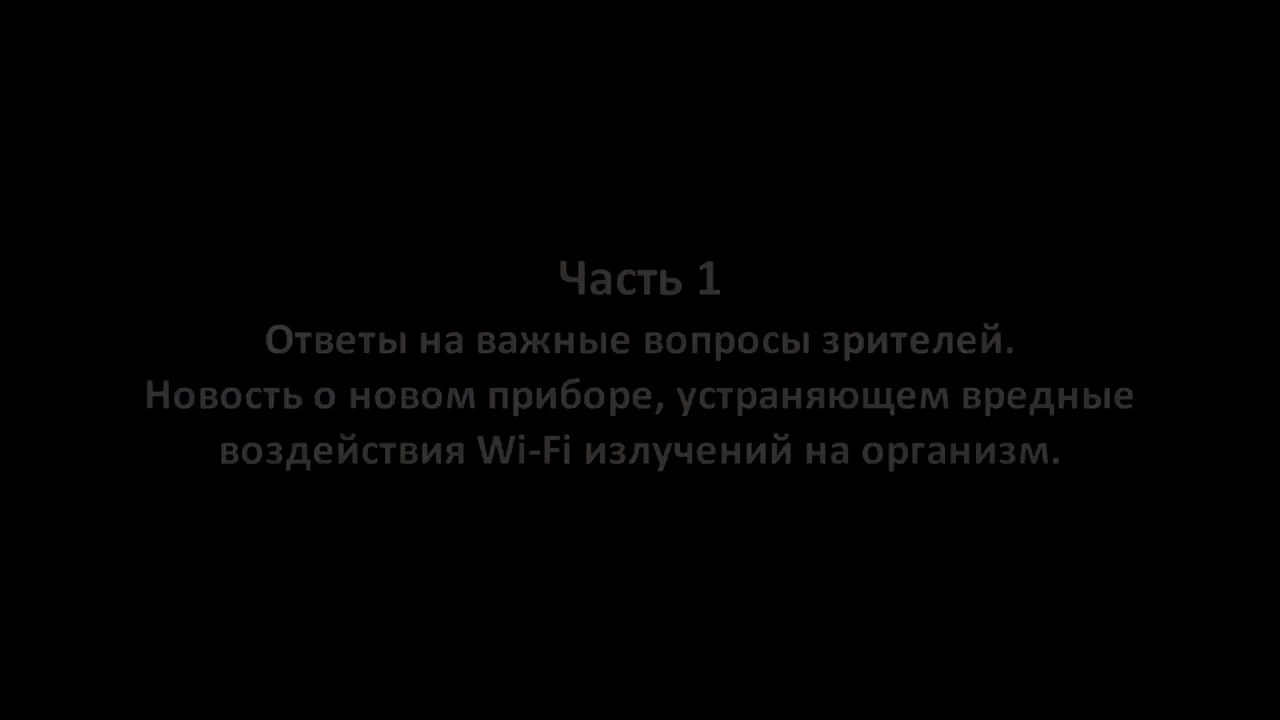 Часть 1
Ответы на важные вопросы зрителей.
Новость о новом приборе, устраняющем вредные
воздействия Wi-Fi излучений на организм.